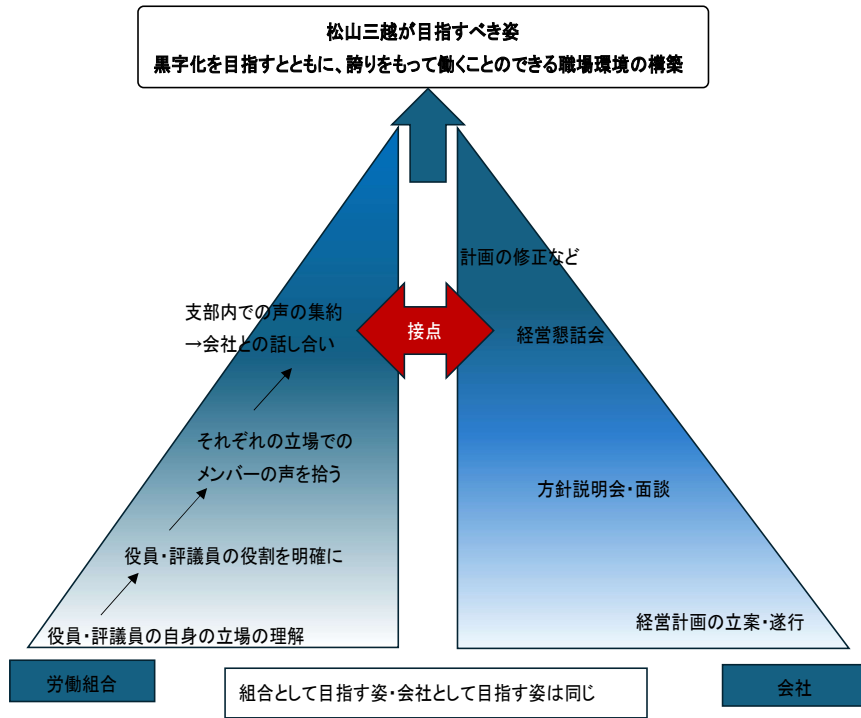 松山三越が目指すべき姿
黒字化を目指すとともに、誇りをもって働くことのできる職場環境の構築
計画の修正など
支部内での声の集約
→会社との話し合い
接点
経営懇話会
それぞれの立場での
メンバーの声を拾う
方針説明会・面談
役員・評議員の役割を明確に
経営計画の立案・遂行
役員・評議員の自身の立場の理解
労働組合
組合として目指す姿・会社として目指す姿は同じ
会社